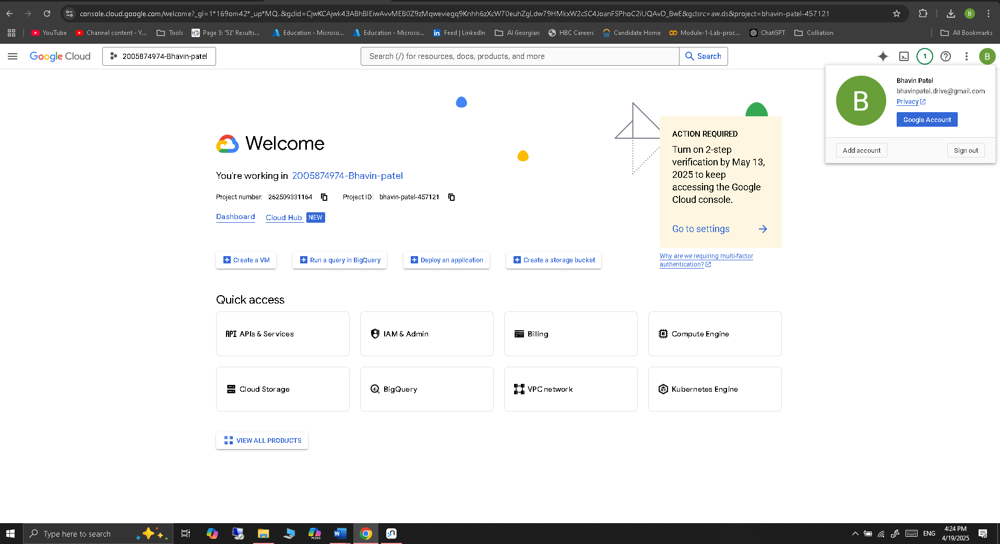 console.cloud.google.com/welcome?_gl=1*169om42*_up*MQ..&gclid=CjwKCAjwk43ABhBIEiwAvvMEB0Z9zMqweviegq9Knhh6zXcW70euhZgLdw79HMkxW2cSC4JoanFSPhoC2iUQAvD_BwE&gclsrc=aw.ds&project=bhavin-patel-457121
B
YouTube
Channel content - Y...
Tools
Page 3: '52' Results...
Education - Microso...
Education - Microso...
Feed | LinkedIn
AI Georgian
HBC Careers
Candidate Home
Module-1-Lab-proc...
ChatGPT
Colliation
All Bookmarks
Google Cloud
2005874974-Bhavin-patel
Search (/) for resources, docs, products, and more
Search
1
B
B
Bhavin Patel
bhavinpatel.drive@gmail.com
Privacy
Google Account
Add account
Sign out
Welcome
You're working in 2005874974-Bhavin-patel
Project number: 262509331164 Project ID: bhavin-patel-457121
Dashboard
Cloud Hub NEW
ACTION REQUIRED
Turn on 2-step
verification by May 13,
2025 to keep
accessing the Google
Cloud console.
Go to settings
Why are we requiring multi-factor
authentication?
Create a VM
Run a query in BigQuery
Deploy an application
Create a storage bucket
Quick access
API APIs & Services
IAM & Admin
Billing
Compute Engine
Cloud Storage
BigQuery
VPC network
Kubernetes Engine
VIEW ALL PRODUCTS
Type here to search
M365
ENG
4:24 PM
4/19/2025